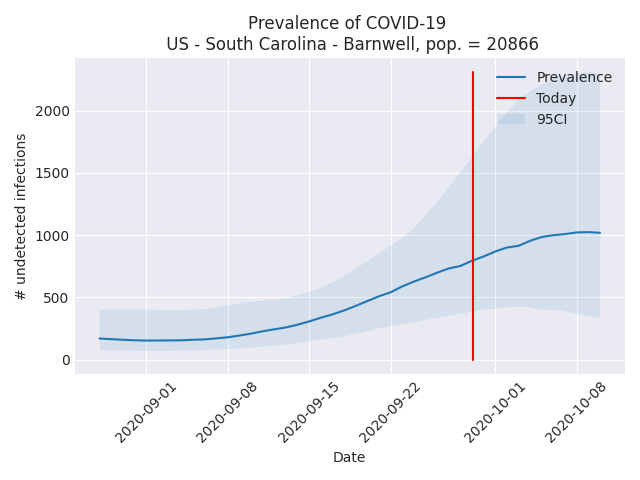 Prevalence of COVID-19
US - South Carolina - Barnwell, pop. = 20866
Prevalence
Today
95CI
2000
1500
1000
500
0
# undetected infections
2020-09-01
2020-09-08
2020-09-15
2020-09-22
2020-10-01
2020-10-08
Date